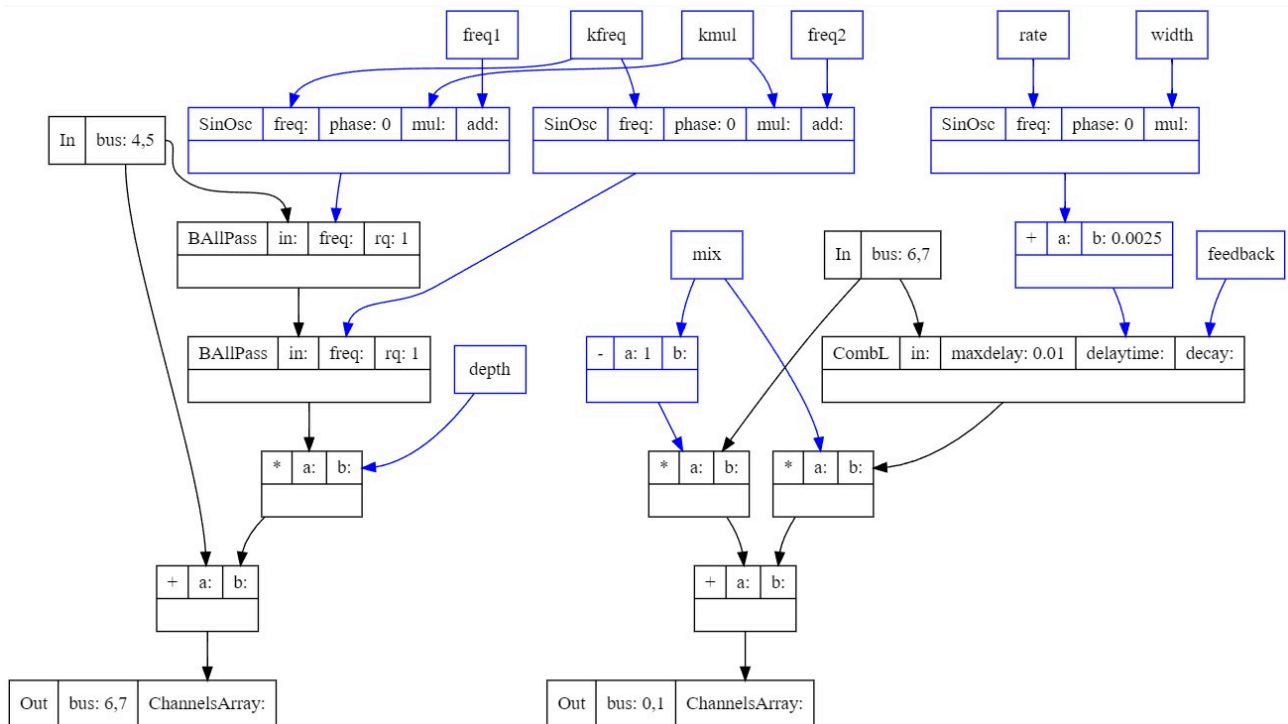 freq1 kfreq kmul freq2 rate width
SinOsc freq: phase: 0 mul: add:
SinOsc freq: phase: 0 mul: add:
SinOsc freq: phase: 0 mul:
In bus: 4,5
BAllPass in: freq: rq: 1
mix
In bus: 6,7
+ a: b: 0.0025
feedback
BAllPass in: freq: rq: 1
depth
- a: 1 b:
CombL in: maxdelay: 0.01 delaytime: decay:
* a: b:
* a: b:
* a: b:
+ a: b:
+ a: b:
Out bus: 6,7 ChannelsArray:
Out bus: 0,1 ChannelsArray: